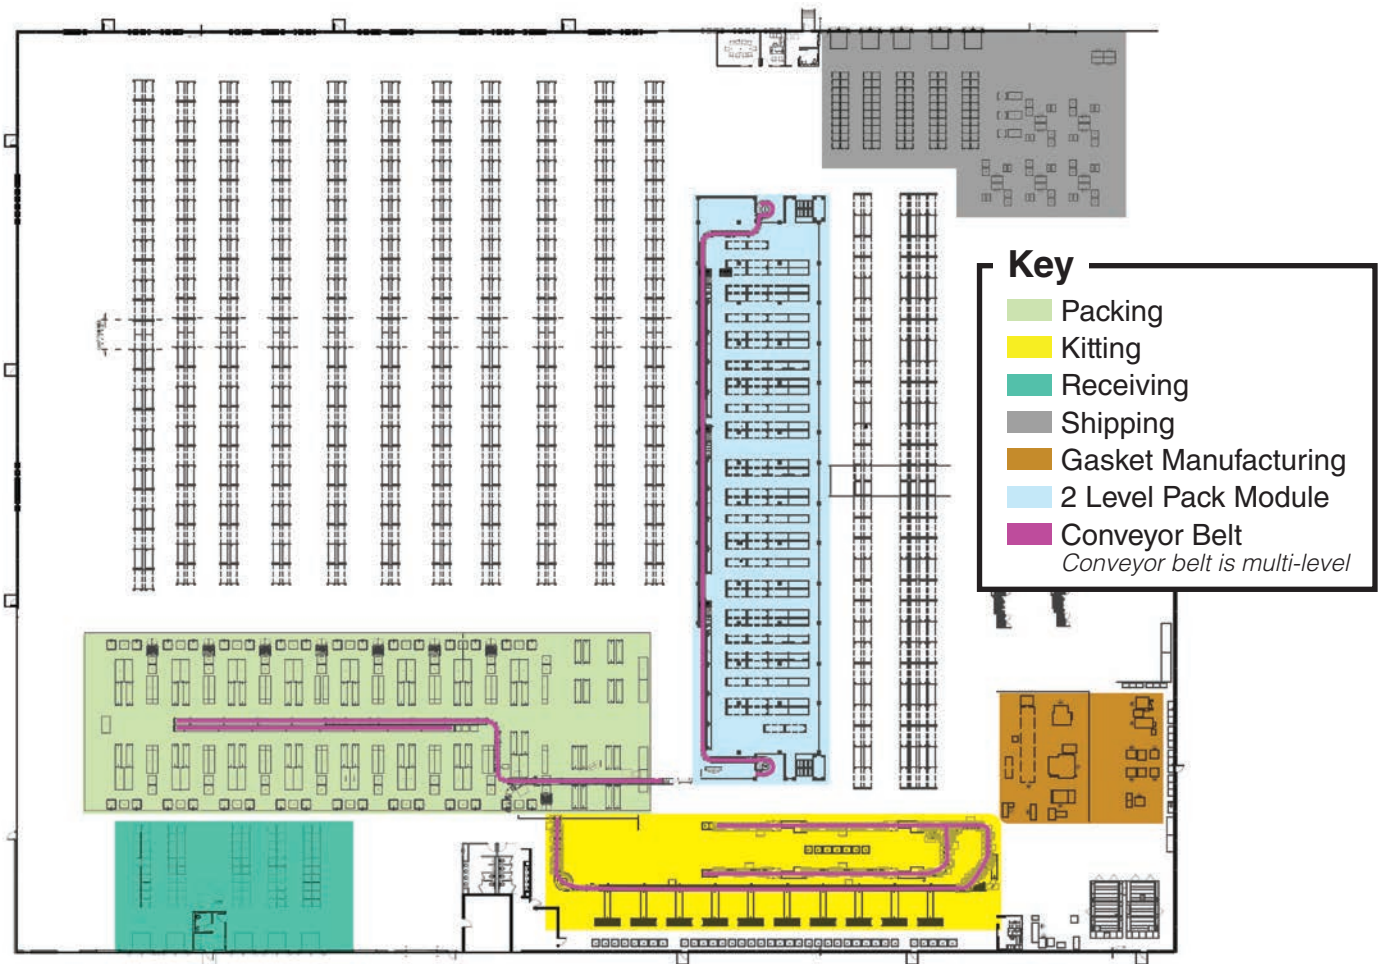 Key
Packing
Kitting
Receiving
Shipping
Gasket Manufacturing
2 Level Pack Module
Conveyor Belt
Conveyor belt is multi-level